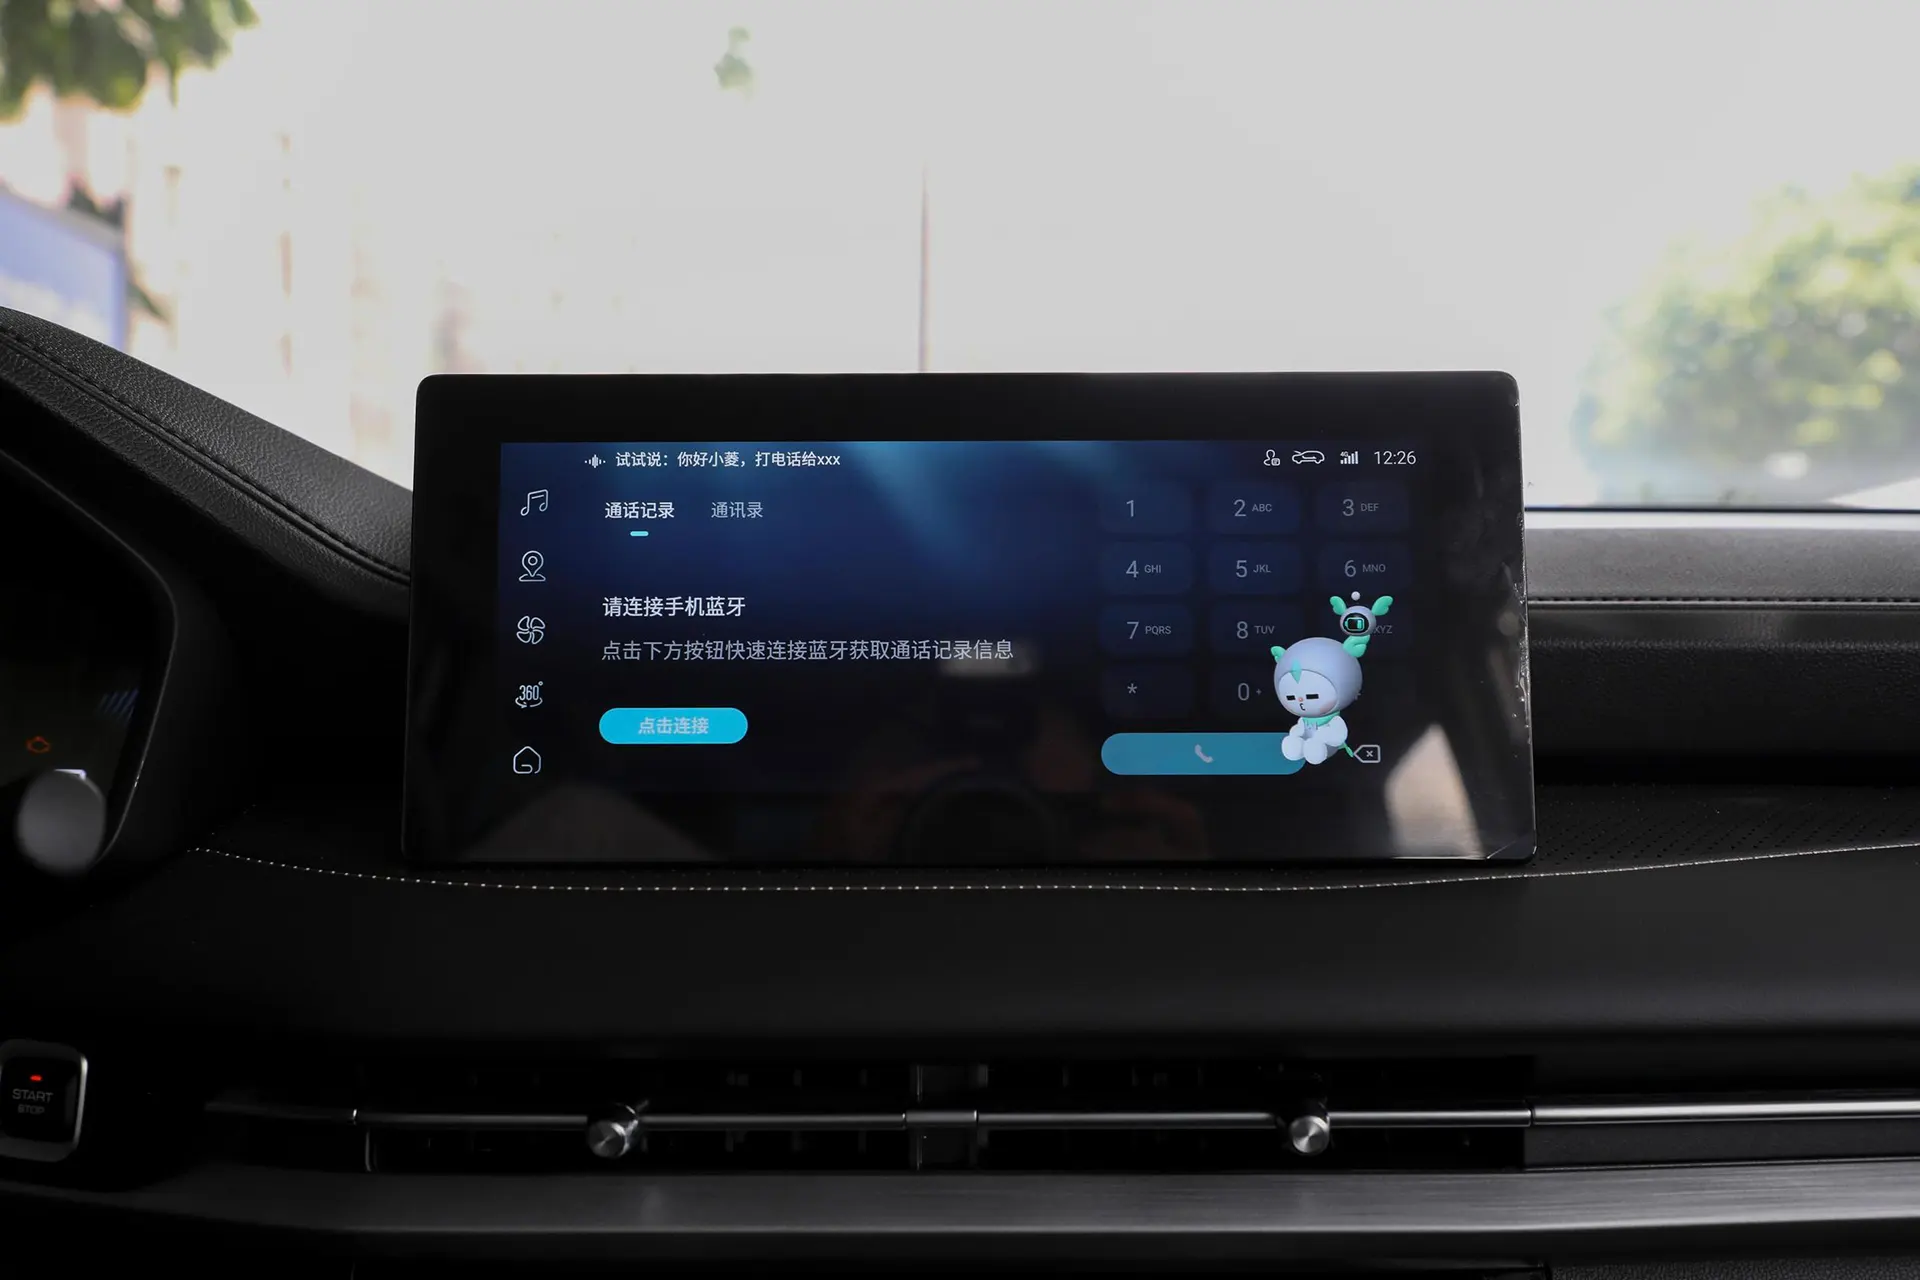 试试说：你好小菱，打电话给xxx
4G 12:26
通话记录 通讯录
1 2 ABC 3 DEF
4 GHI 5 JKL 6 MNO
请连接手机蓝牙
7 PQRS 8 TUV XYZ
点击下方按钮快速连接蓝牙获取通话记录信息
360°
* 0 +
点击连接
START
STOP